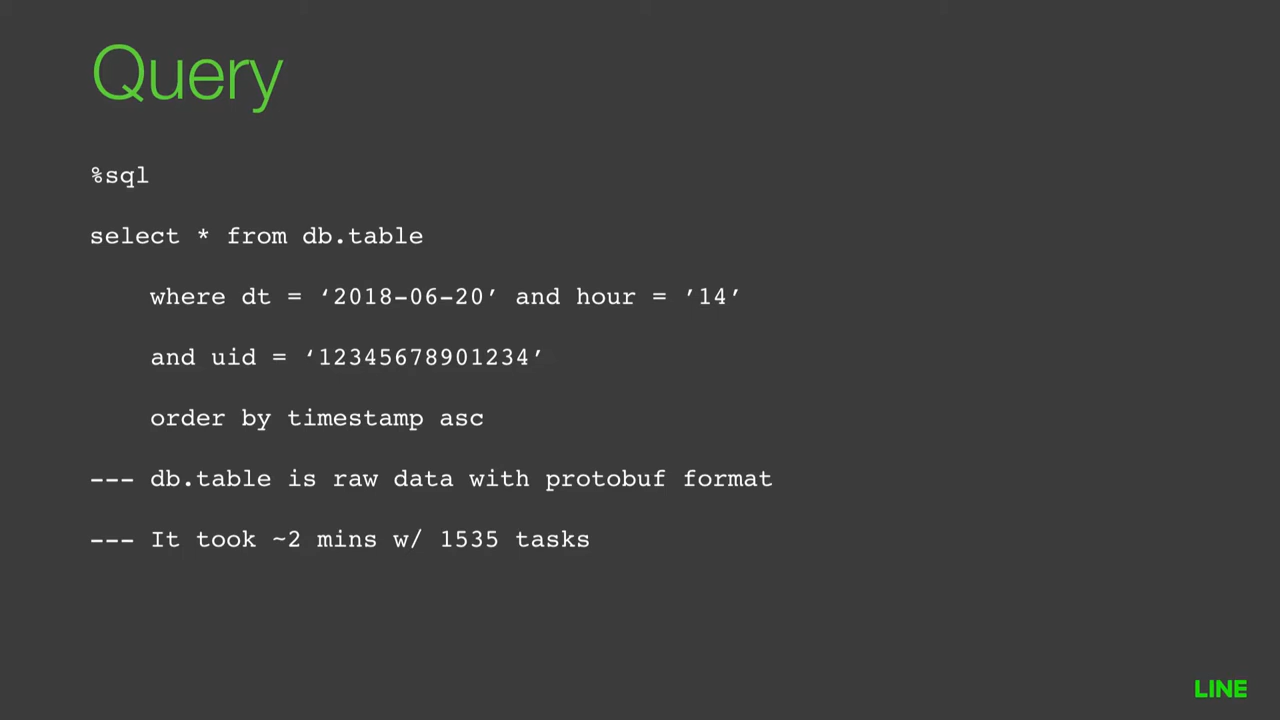 Query
%sql
select * from db.table
where dt = ‘2018-06-20’ and hour = ’14’
and uid = ‘12345678901234’
order by timestamp asc
--- db.table is raw data with protobuf format
--- It took ~2 mins w/ 1535 tasks
LINE